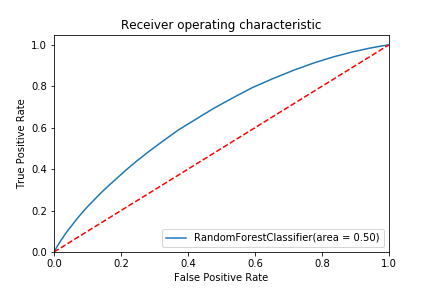 Receiver operating characteristic
True Positive Rate
1.0
0.8
0.6
0.4
0.2
0.0
RandomForestClassifier(area = 0.50)
0.0 0.2 0.4 0.6 0.8 1.0
False Positive Rate